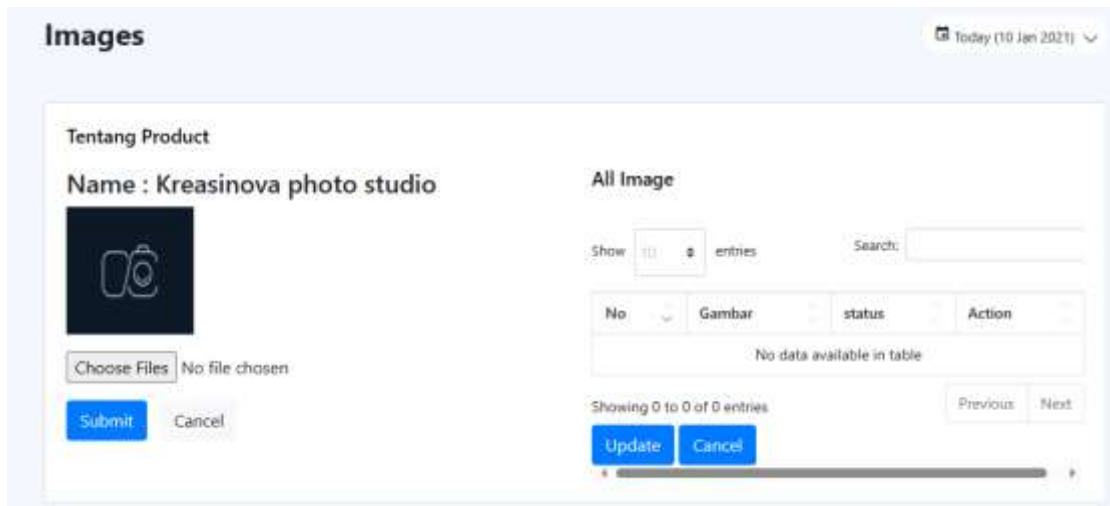 Images
Today (10 Jan 2021)
Tentang Product
Name : Kreasinova photo studio
Choose Files No file chosen
Submit Cancel
All Image
Show 10 entries Search:
No Gambar status Action
No data available in table
Showing 0 to 0 of 0 entries
Previous Next
Update Cancel